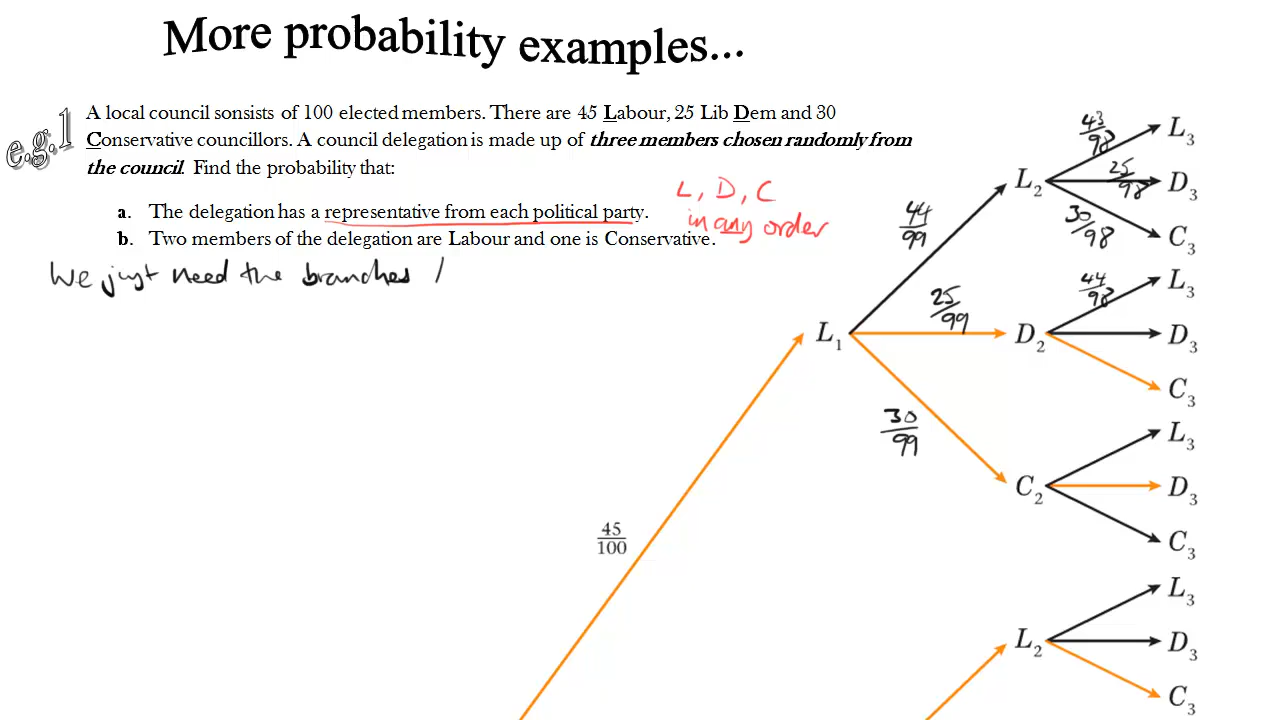 More probability examples...
e.g.1
A local council sonsists of 100 elected members. There are 45 Labour, 25 Lib Dem and 30
Conservative councillors. A council delegation is made up of three members chosen randomly from
the council. Find the probability that:
a. The delegation has a representative from each political party.
b. Two members of the delegation are Labour and one is Conservative.
L, D, C
in any order
We just need the branches
45/100
L1
44/99
25/99
30/99
L2
43/98
L3
25/98
D3
30/98
C3
D2
44/98
L3
D3
C3
C2
L3
D3
C3
L2
L3
D3
C3